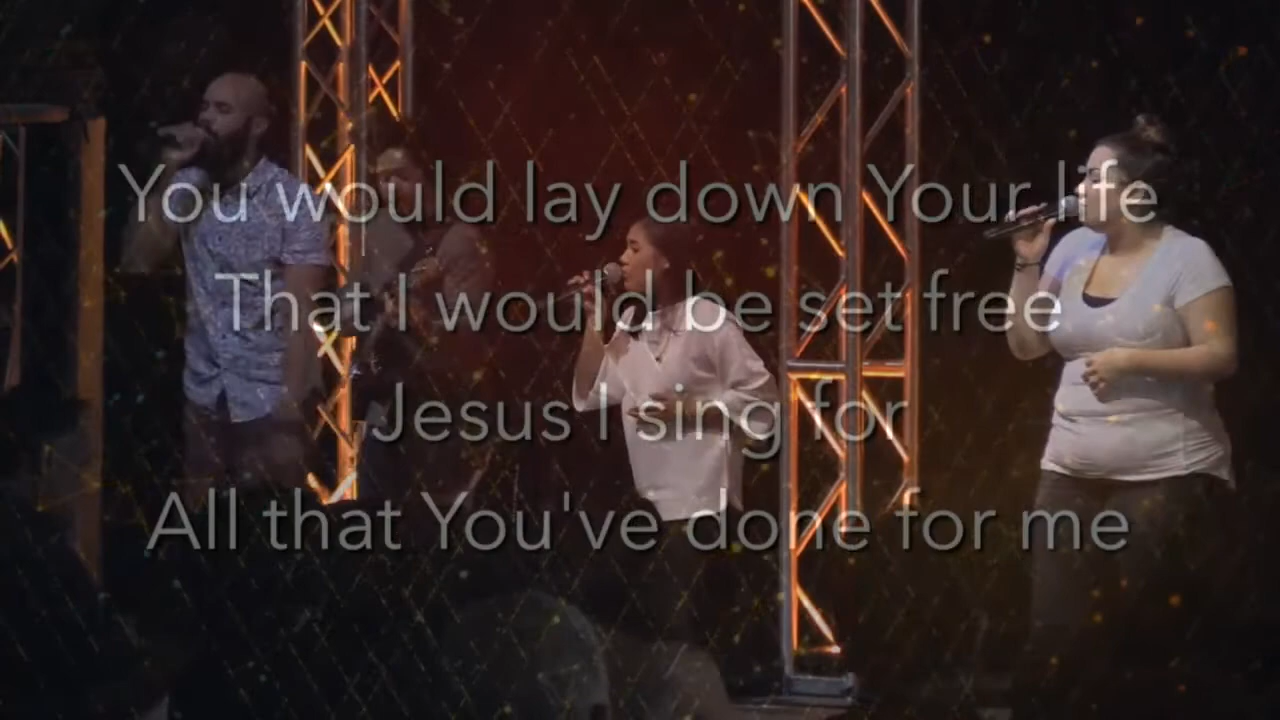 You would lay down Your life
That I would be set free
Jesus I sing for
All that You've done for me